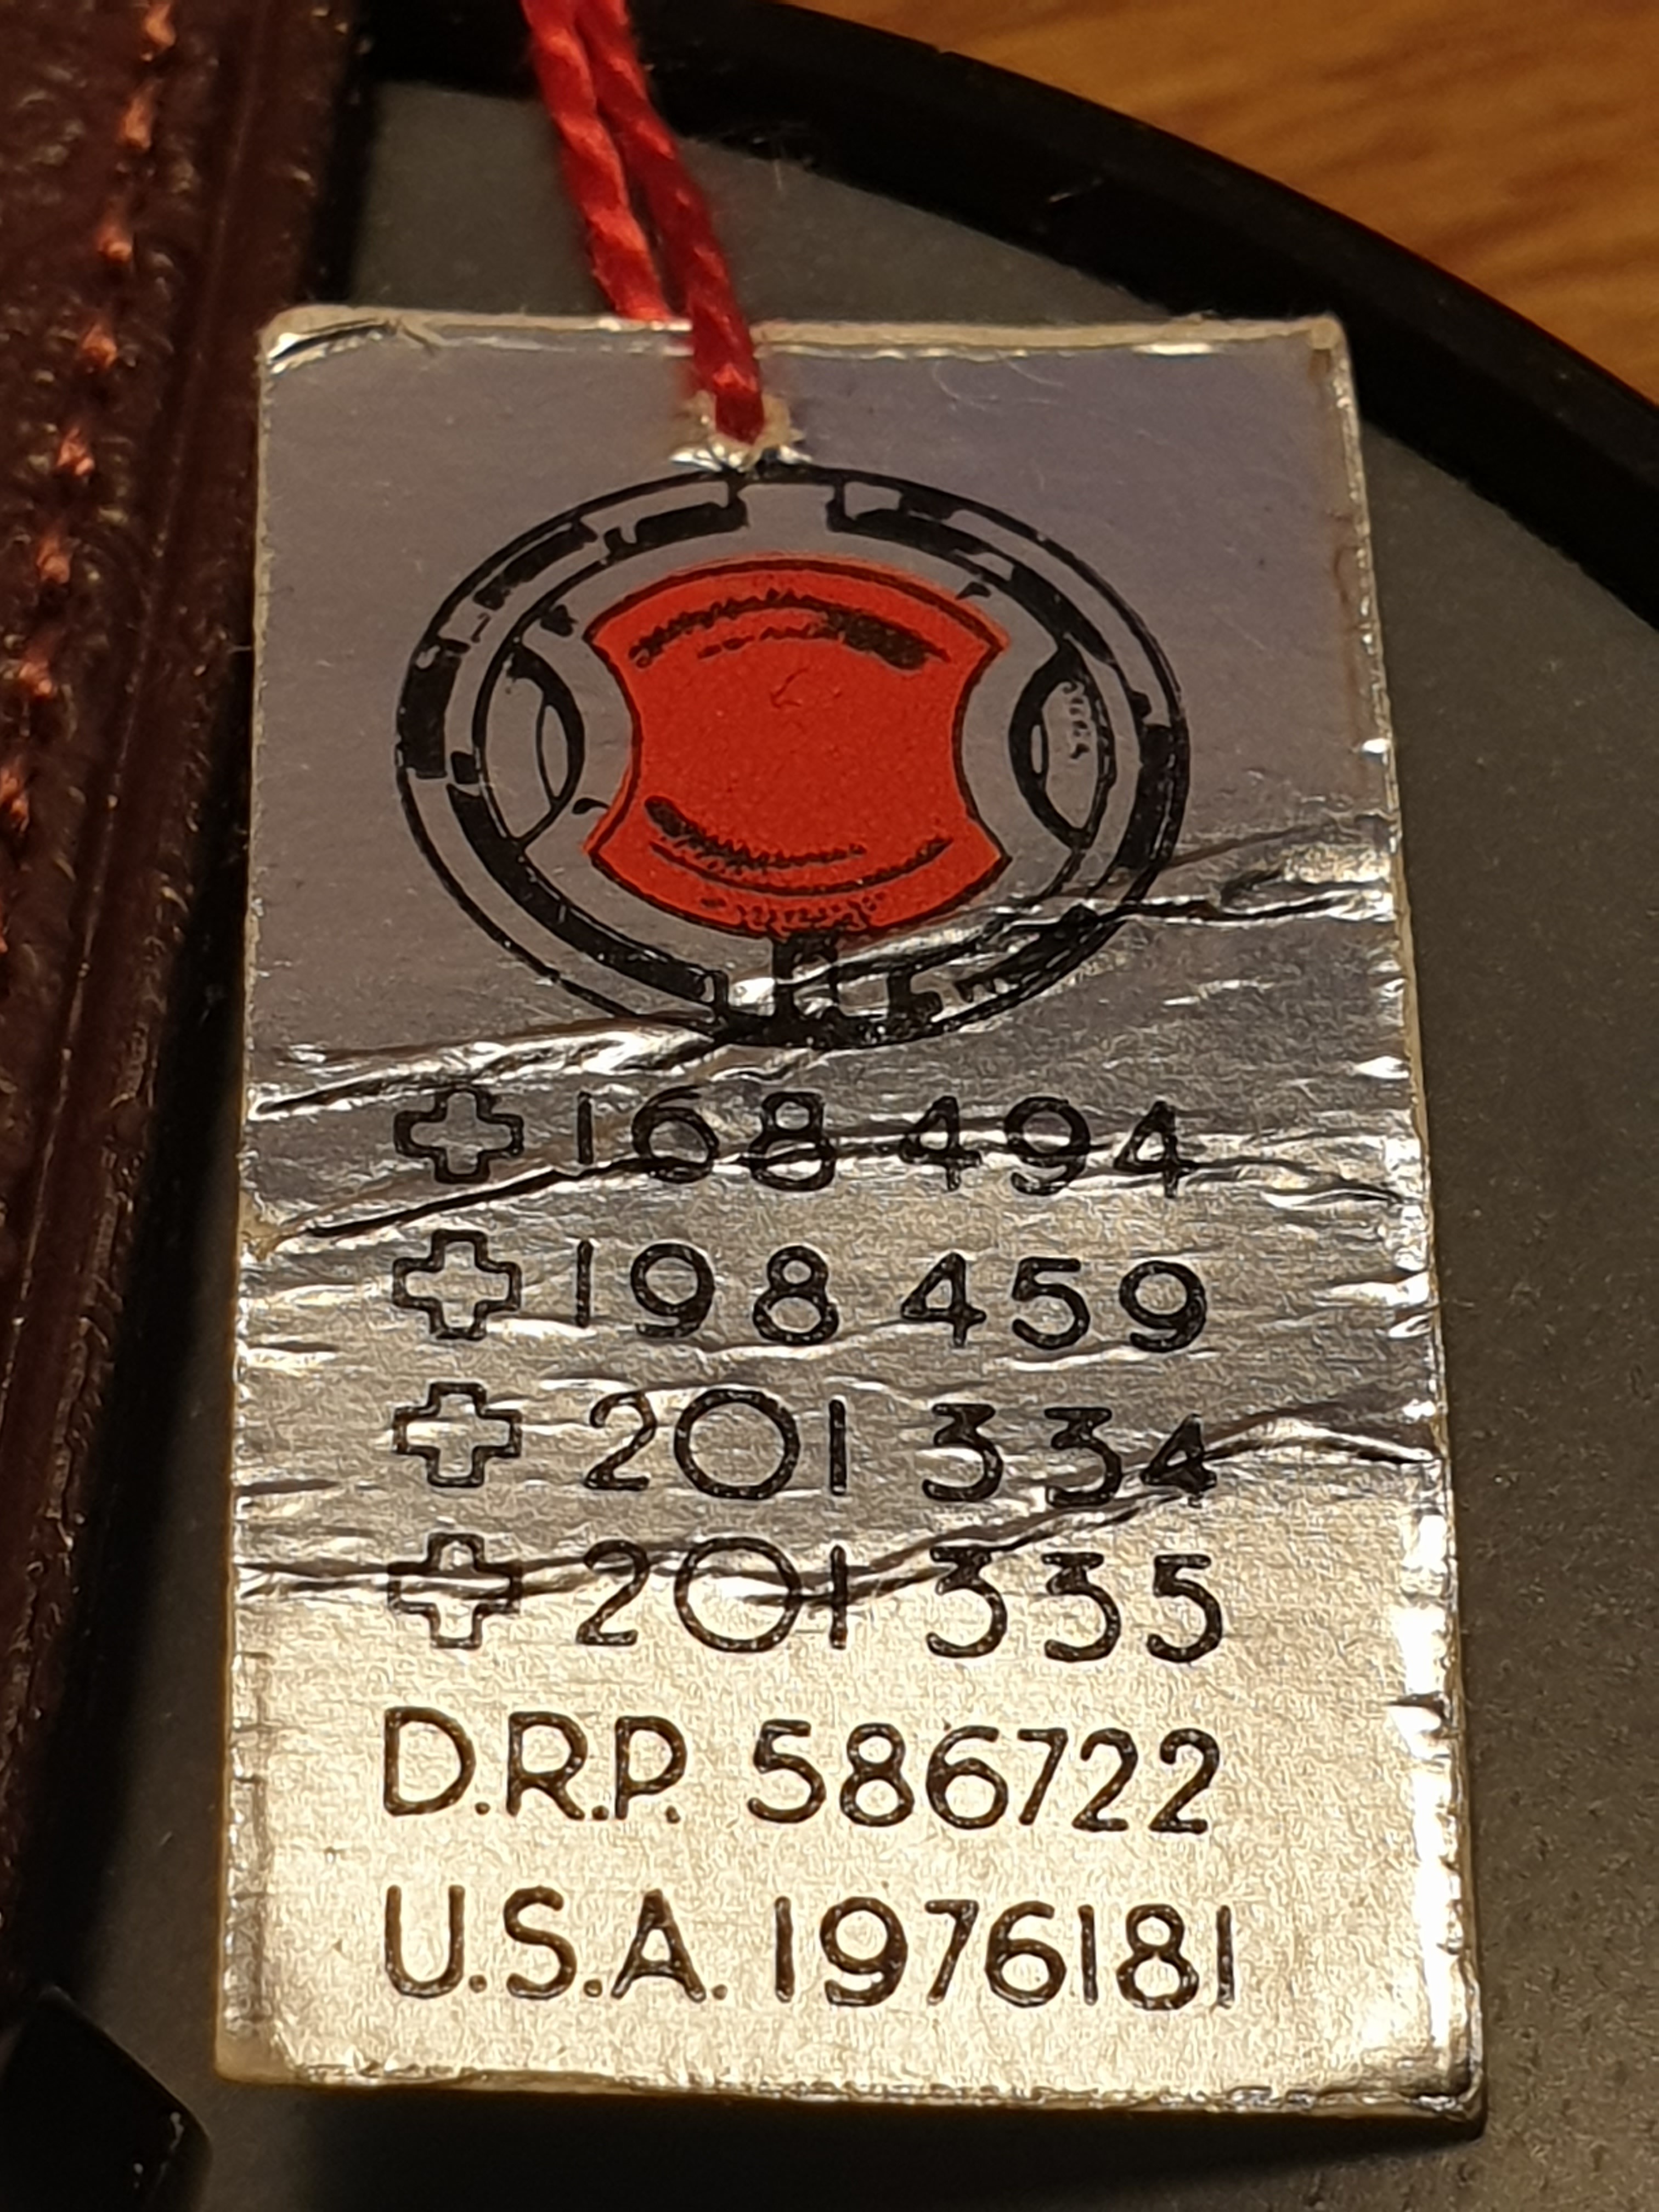 ✚ 168 494
✚ 198 459
✚ 201 334
✚ 201 335
D.R.P. 586722
U.S.A. 1976181